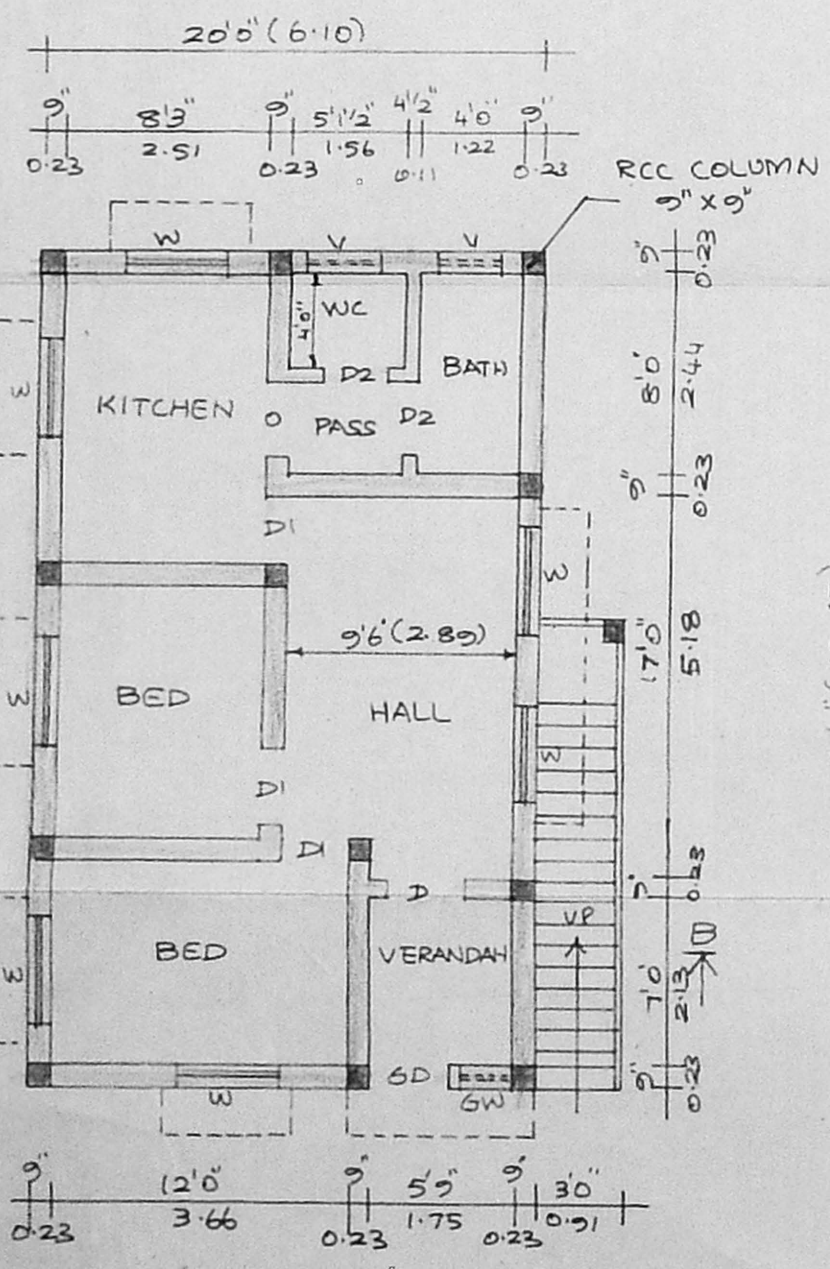 20'0" (6.10)
9" 8'3" 9" 5'1½" 4½" 4'0" 9"
0.23 2.51 0.23 1.56 0.11 1.22 0.23
RCC COLUMN
9" X 9"
W V V
9" 0.23
4'0" WC
D2 BATH
8'0" 2.44
W
KITCHEN O PASS D2
9" 0.23
D1
W
9'6" (2.89)
17'0" 5.18
W BED HALL
W
D1
D1
9" 0.23
D
UP
B
BED VERANDAH
W
7'0 2.13
GD
9" 0.23
W GW
9" 12'0" 9" 5'9" 9" 3'0"
0.23 3.66 0.23 1.75 0.23 0.91